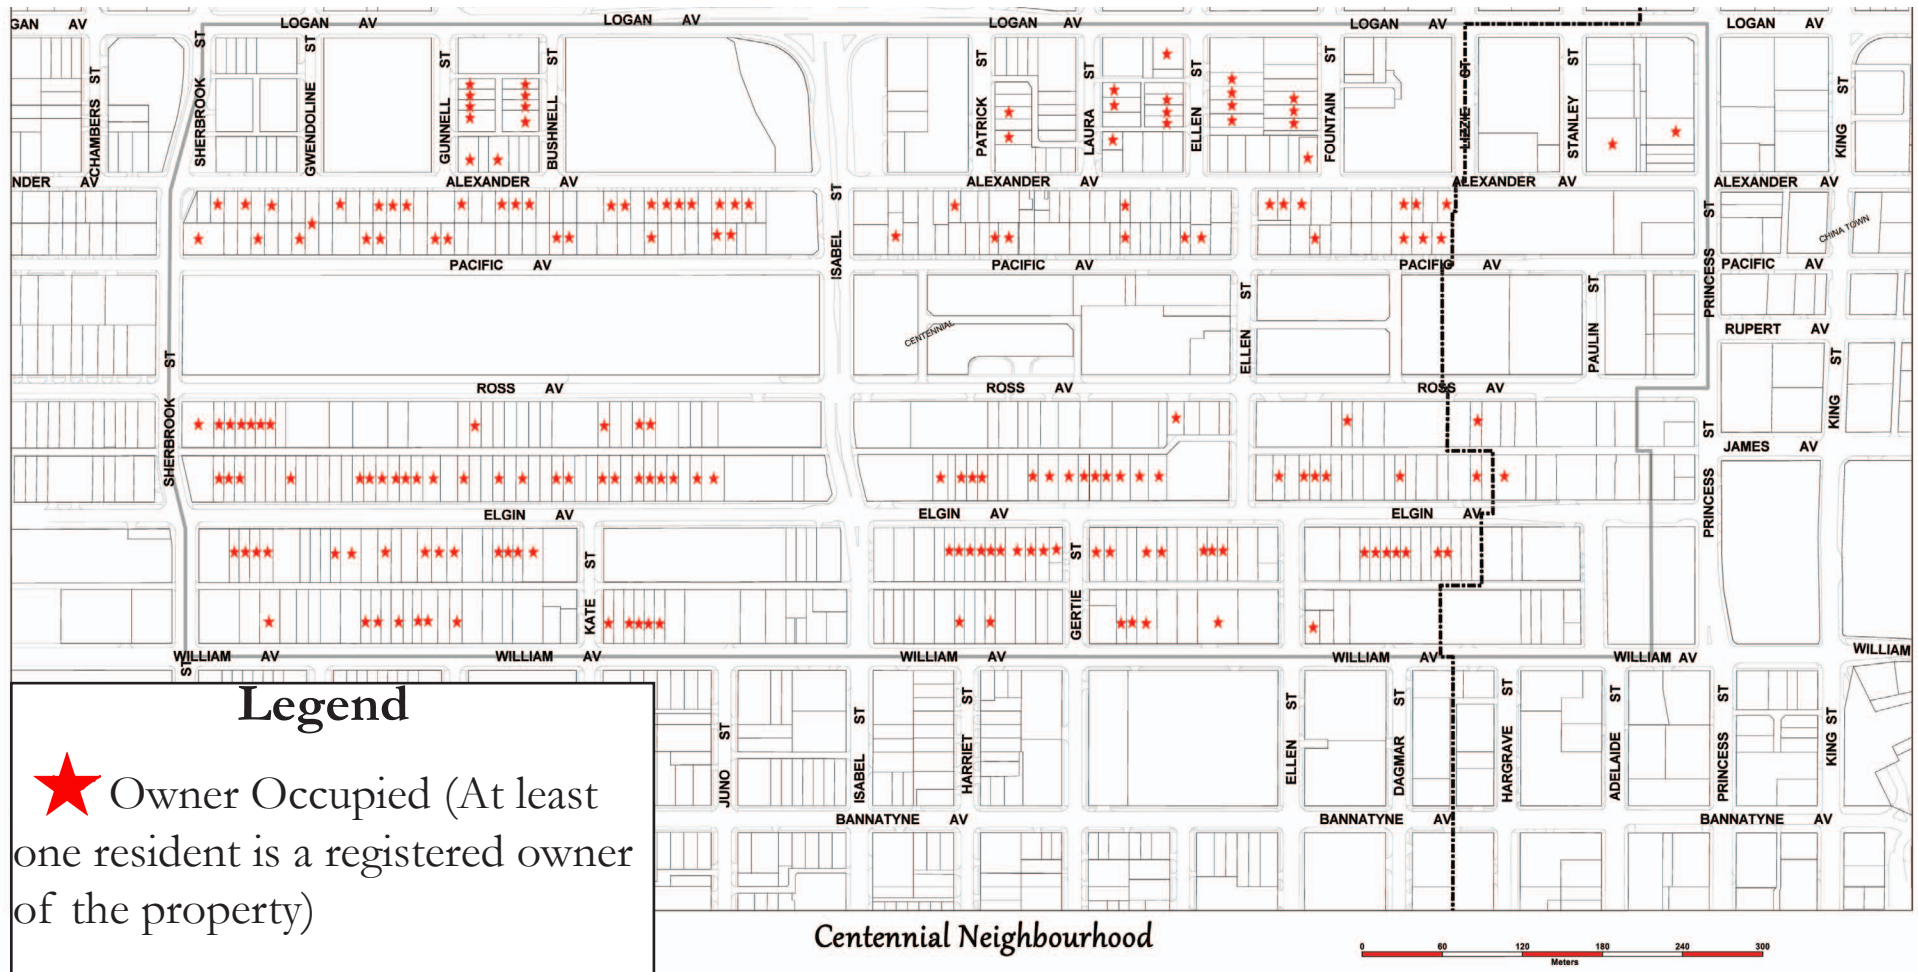 GAN AV
LOGAN AV
LOGAN AV
LOGAN AV
LOGAN AV
LOGAN AV
CHAMBERS ST
SHERBROOK ST
GWENDOLINE ST
GUNNELL ST
BUSHNELL ST
PATRICK ST
LAURA ST
ELLEN ST
FOUNTAIN ST
LIZZIE ST
STANLEY ST
KING ST
NDER AV
ALEXANDER AV
ALEXANDER AV
ALEXANDER AV
ALEXANDER AV
ISABEL ST
PRINCESS ST
CHINA TOWN
PACIFIC AV
PACIFIC AV
PACIFIC AV
PACIFIC AV
CENTENNIAL
ELLEN ST
PAULIN ST
RUPERT AV
KING ST
SHERBROOK ST
ROSS AV
ROSS AV
ROSS AV
JAMES AV
PRINCESS ST
ELGIN AV
ELGIN AV
ELGIN AV
KATE ST
GERTIE ST
WILLIAM AV
WILLIAM AV
WILLIAM AV
WILLIAM AV
WILLIAM AV
WILLIAM
ST
JUNO ST
ISABEL ST
HARRIET ST
ELLEN ST
DAGMAR ST
HARGRAVE ST
ADELAIDE ST
PRINCESS ST
KING ST
BANNATYNE AV
BANNATYNE AV
BANNATYNE AV
Legend
Owner Occupied (At least
one resident is a registered owner
of the property)
Centennial Neighbourhood
0 60 120 180 240 300
Meters